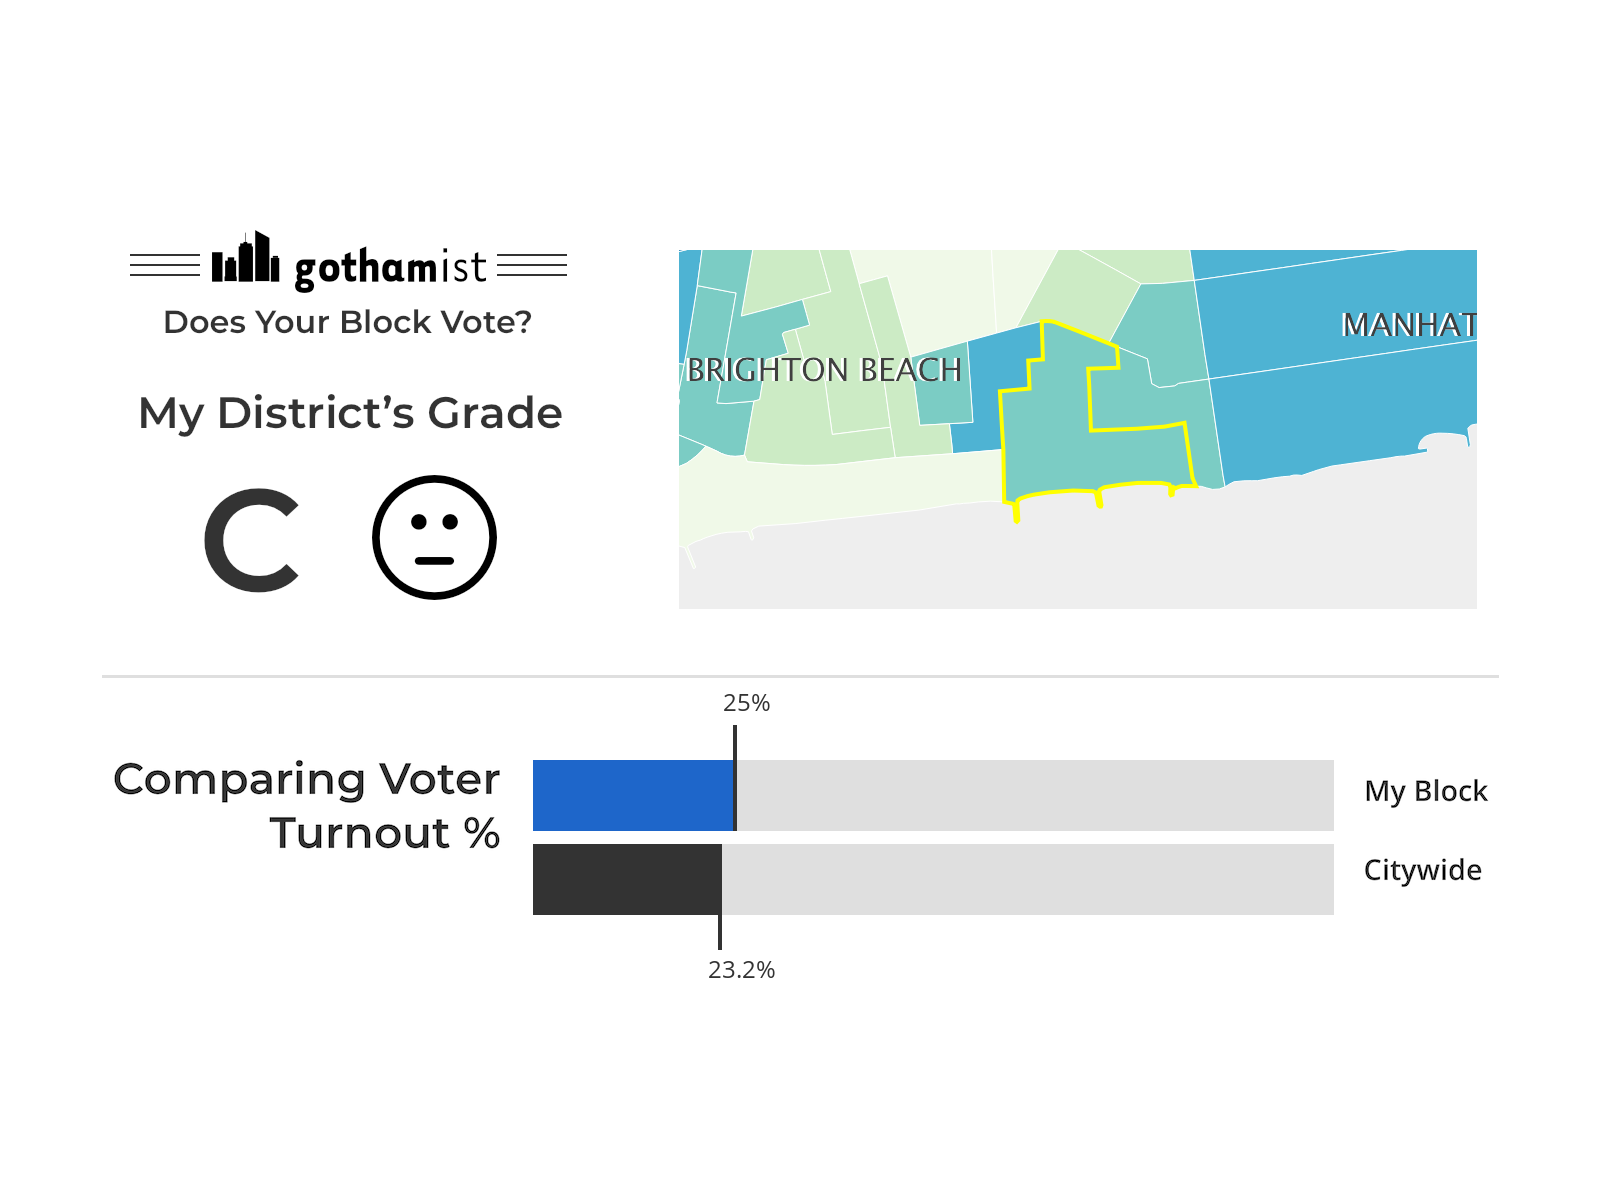 gothamist
Does Your Block Vote?
My District’s Grade
C
BRIGHTON BEACH
MANHAT
25%
Comparing Voter
Turnout %
My Block
Citywide
23.2%